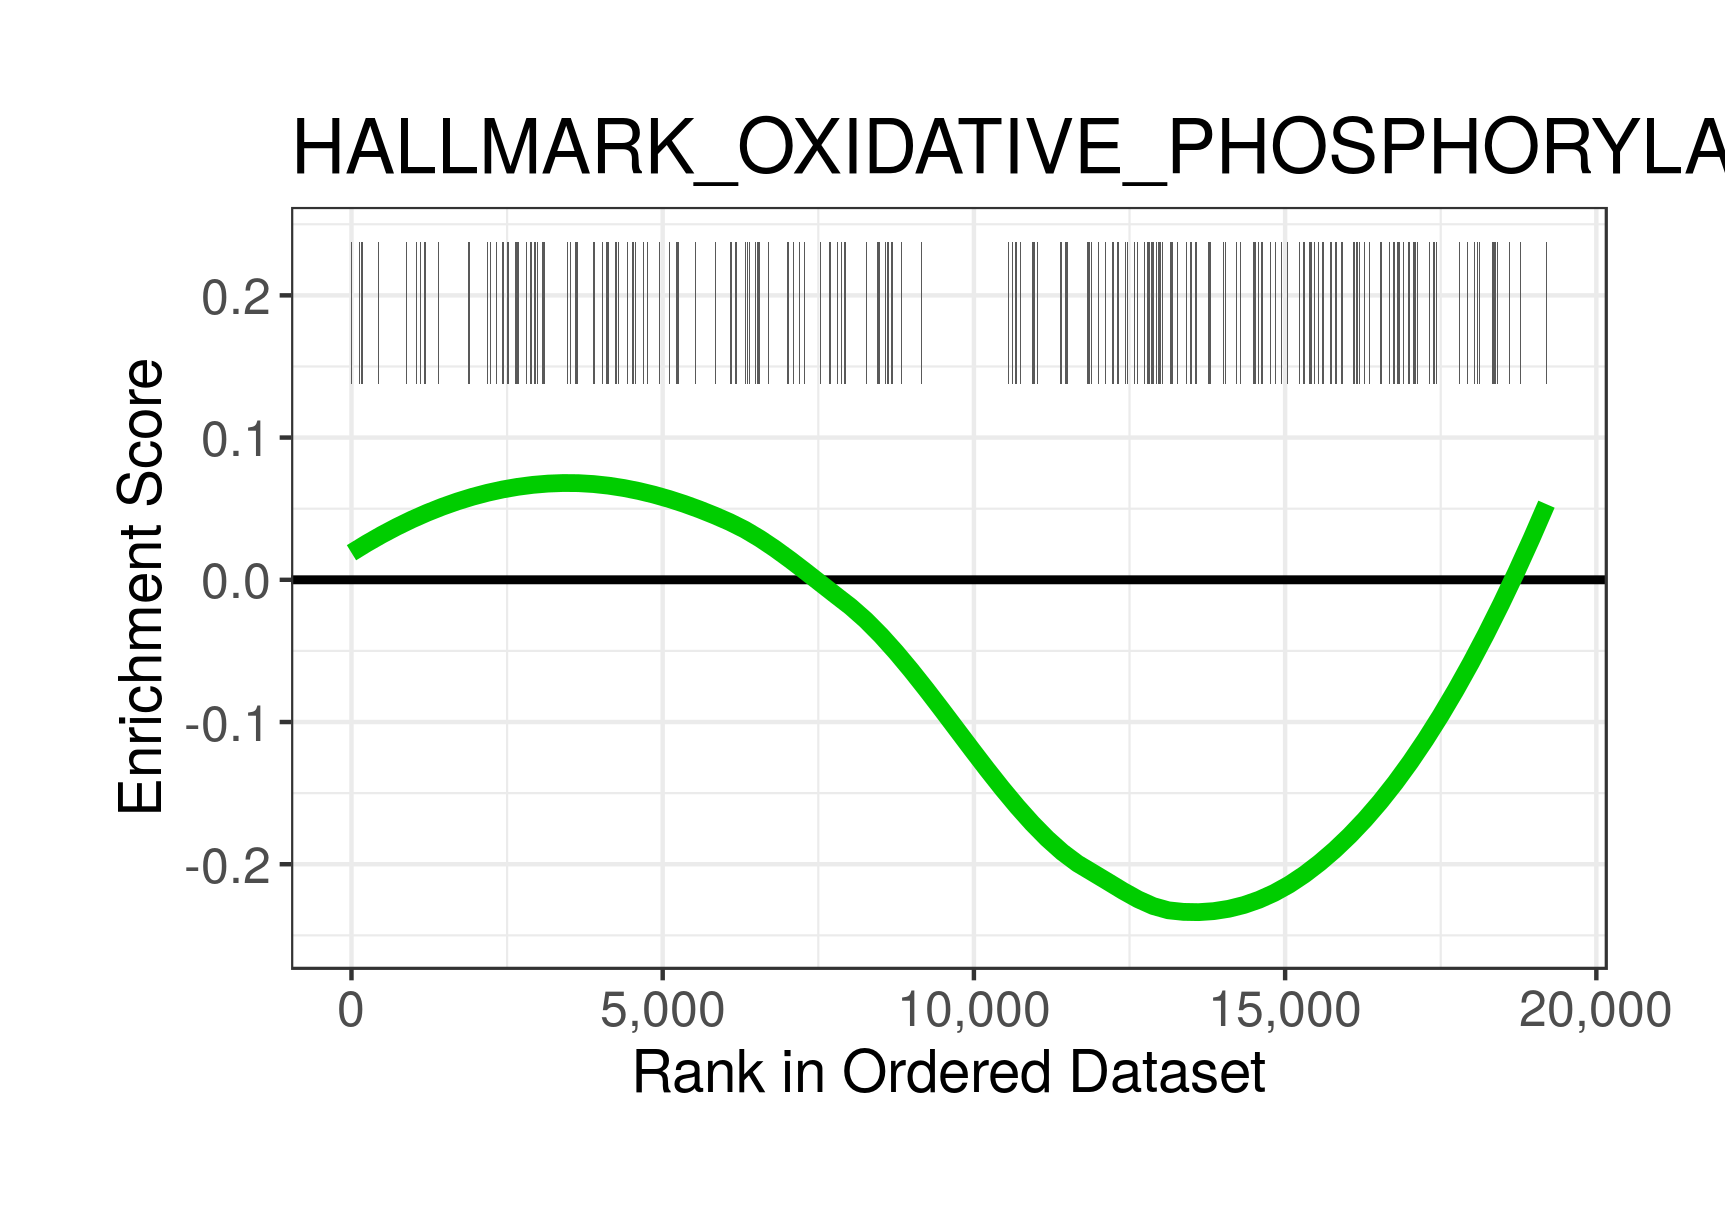 HALLMARK_OXIDATIVE_PHOSPHORYLA
Enrichment Score
0.2
0.1
0.0
-0.1
-0.2
0 5,000 10,000 15,000 20,000
Rank in Ordered Dataset